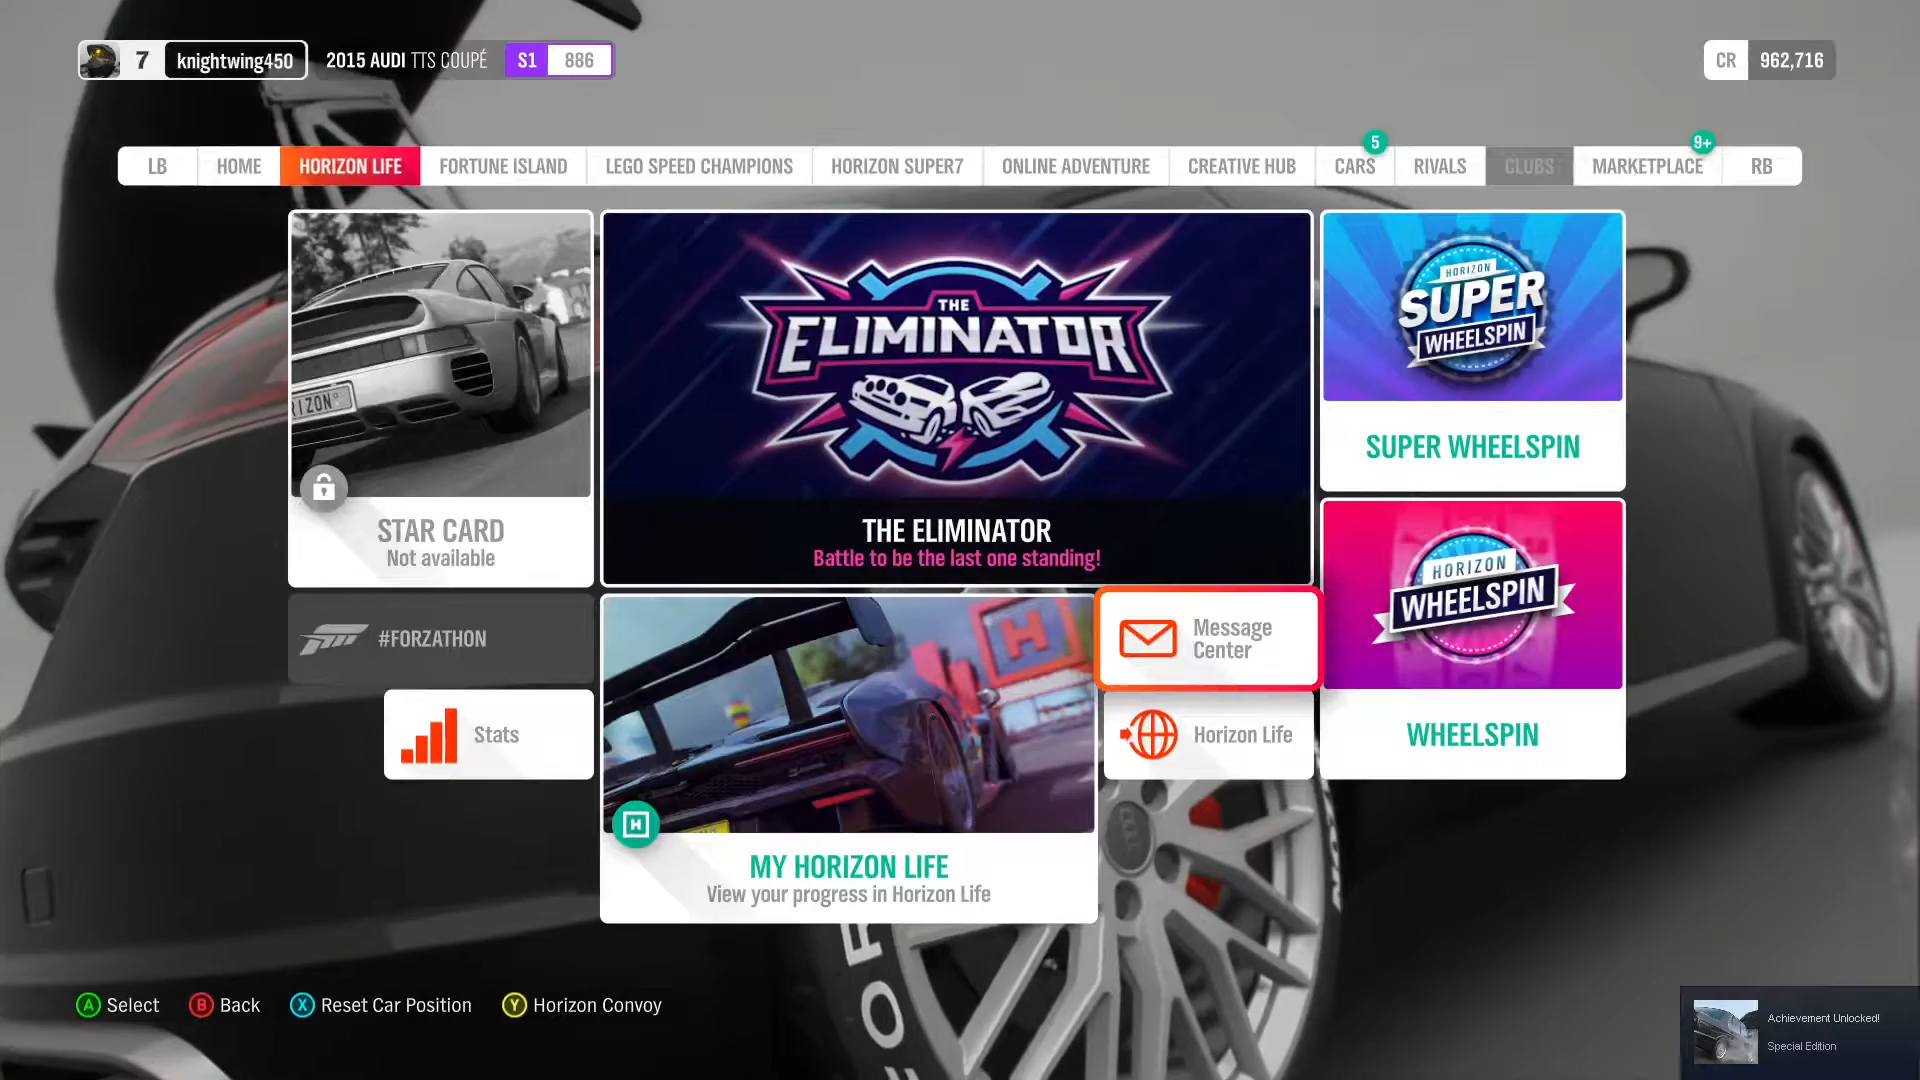 7 knightwing450 2015 AUDI TTS COUPÉ S1 886
CR 962,716
5
9+
LB HOME HORIZON LIFE FORTUNE ISLAND LEGO SPEED CHAMPIONS HORIZON SUPER7 ONLINE ADVENTURE CREATIVE HUB CARS RIVALS CLUBS MARKETPLACE RB
RIZON
STAR CARD
Not available
#FORZATHON
Stats
THE
ELIMINATOR
THE ELIMINATOR
Battle to be the last one standing!
H
H
MY HORIZON LIFE
View your progress in Horizon Life
Message
Center
Horizon Life
HORIZON
SUPER
WHEELSPIN
SUPER WHEELSPIN
HORIZON
WHEELSPIN
WHEELSPIN
FOR
A Select B Back X Reset Car Position Y Horizon Convoy
Achievement Unlocked!
Special Edition